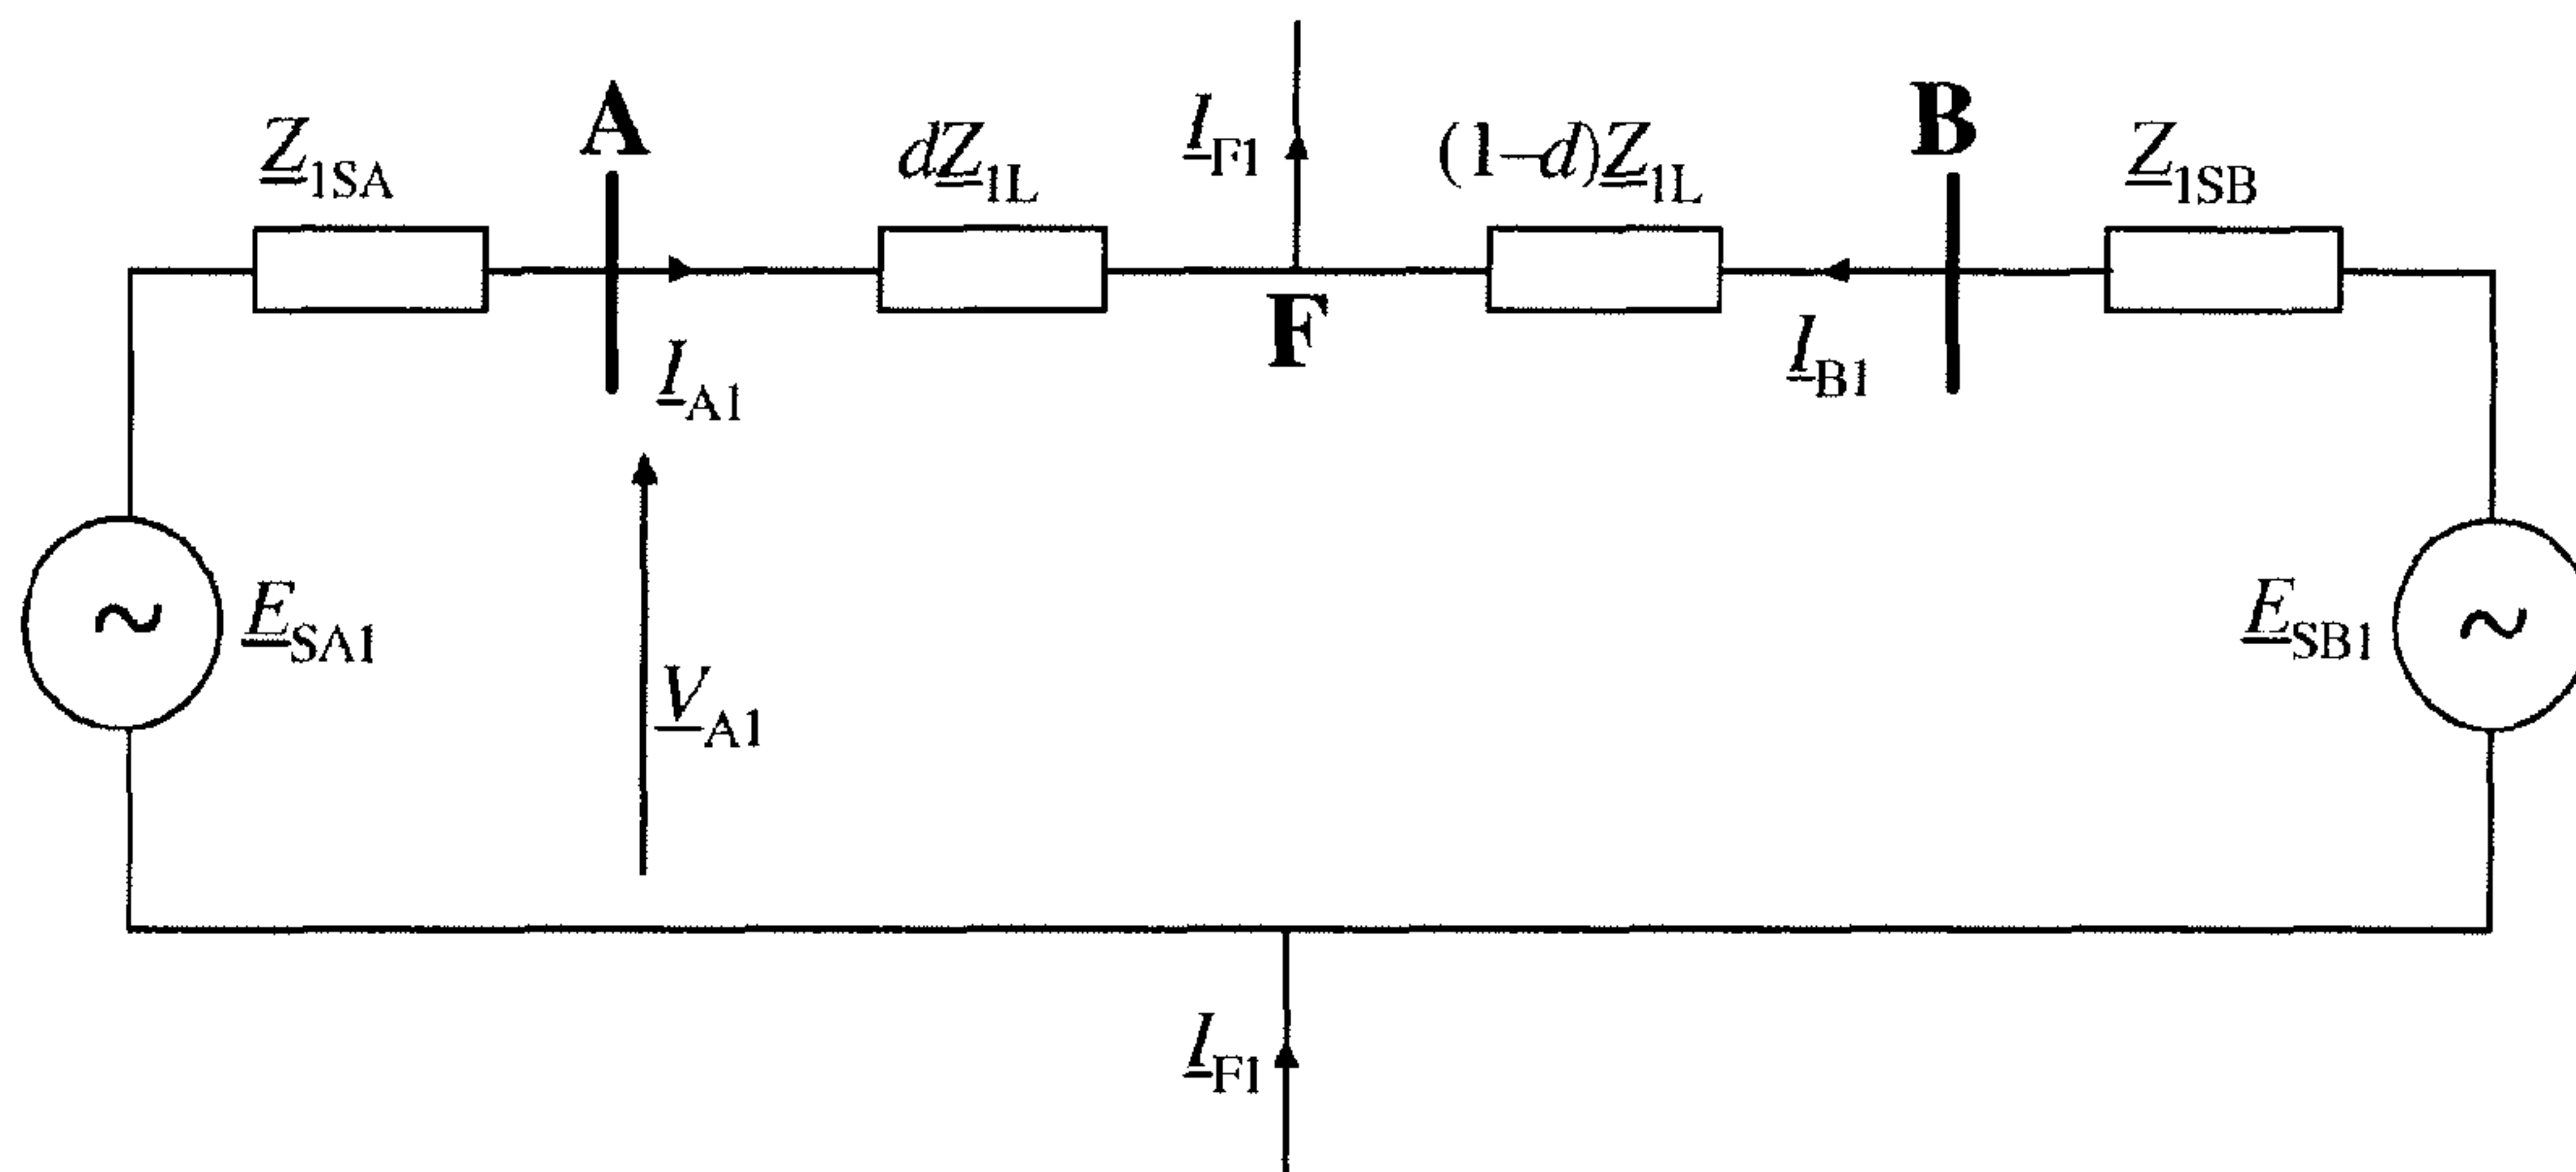 Z1SA
A
dZ1L
IF1
(1–d)Z1L
B
Z1SB
IA1
F
IB1
~
ESA1
VA1
ESB1
~
IF1